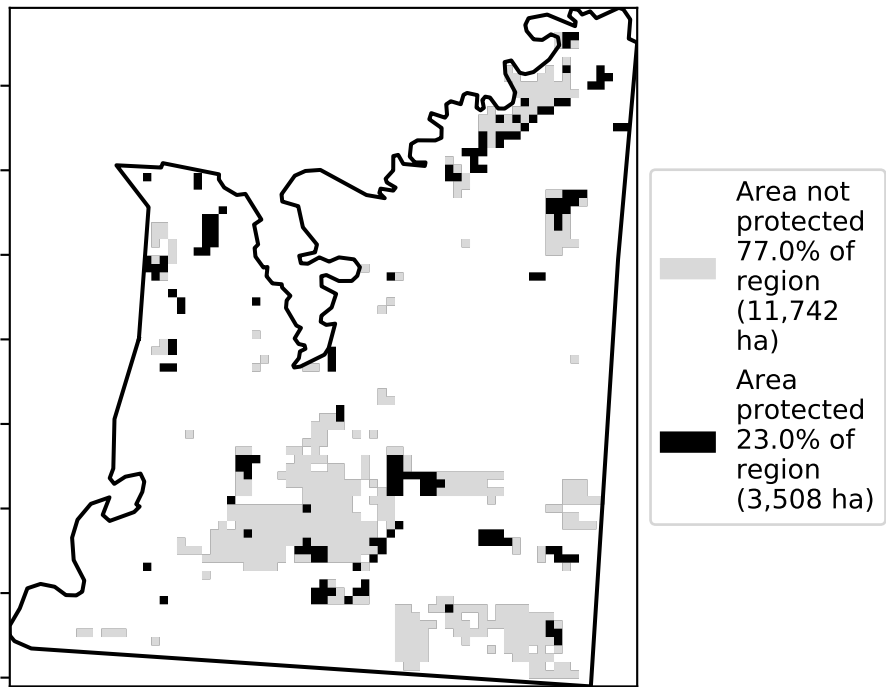 Area not
protected
77.0% of
region
(11,742
ha)
Area
protected
23.0% of
region
(3,508 ha)